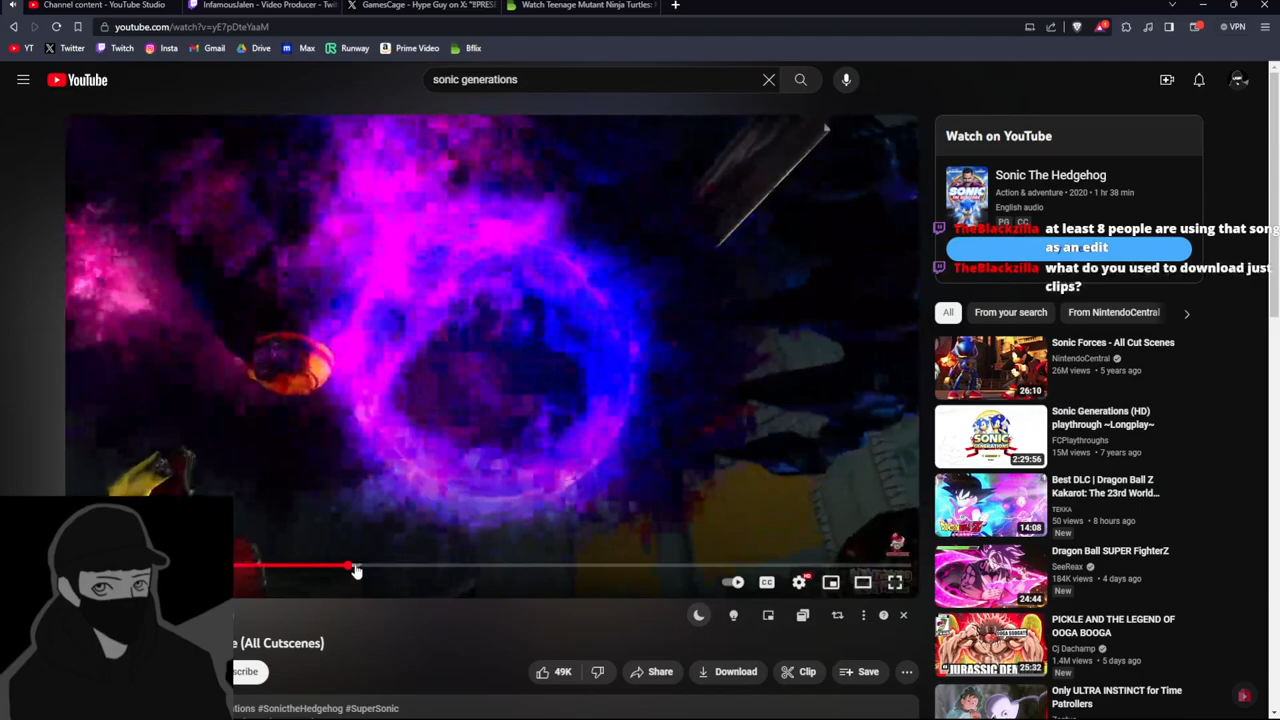 Channel content - YouTube Studio
InfamousJalen - Video Producer - Twi
GamesCage - Hype Guy on X: "#PRES
Watch Teenage Mutant Ninja Turtles:
youtube.com/watch?v=yE7pDteYaaM
VPN
YT
Twitter
Twitch
Insta
Gmail
Drive
Max
Runway
Prime Video
Bflix
YouTube
sonic generations
Watch on YouTube
Sonic The Hedgehog
Action & adventure • 2020 • 1 hr 38 min
English audio
PG CC
TheBlackzilla at least 8 people are using that song
as an edit
TheBlackzilla what do you used to download just
clips?
All
From your search
From NintendoCentral
Sonic Forces - All Cut Scenes
NintendoCentral
26M views • 5 years ago
26:10
Sonic Generations (HD)
playthrough ~Longplay~
FCPlaythroughs
15M views • 7 years ago
2:29:56
Best DLC | Dragon Ball Z
Kakarot: The 23rd World...
TEKKA
50 views • 8 hours ago
New
14:08
Dragon Ball SUPER FighterZ
SeeReax
184K views • 4 days ago
New
24:44
PICKLE AND THE LEGEND OF
OOGA BOOGA
Cj Dachamp
1.4M views • 5 days ago
New
25:32
Only ULTRA INSTINCT for Time
Patrollers
CC
e (All Cutscenes)
scribe
49K
Share
Download
Clip
Save
ations #SonictheHedgehog #SuperSonic